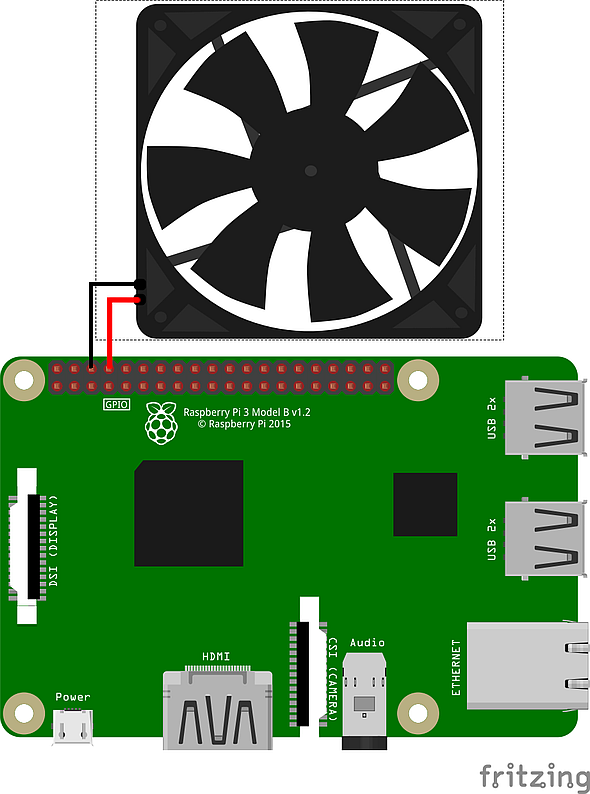 GPIO
Raspberry Pi 3 Model B v1.2
© Raspberry Pi 2015
USB 2x
DSI (DISPLAY)
USB 2x
HDMI
CSI (CAMERA)
Audio
ETHERNET
Power
fritzing